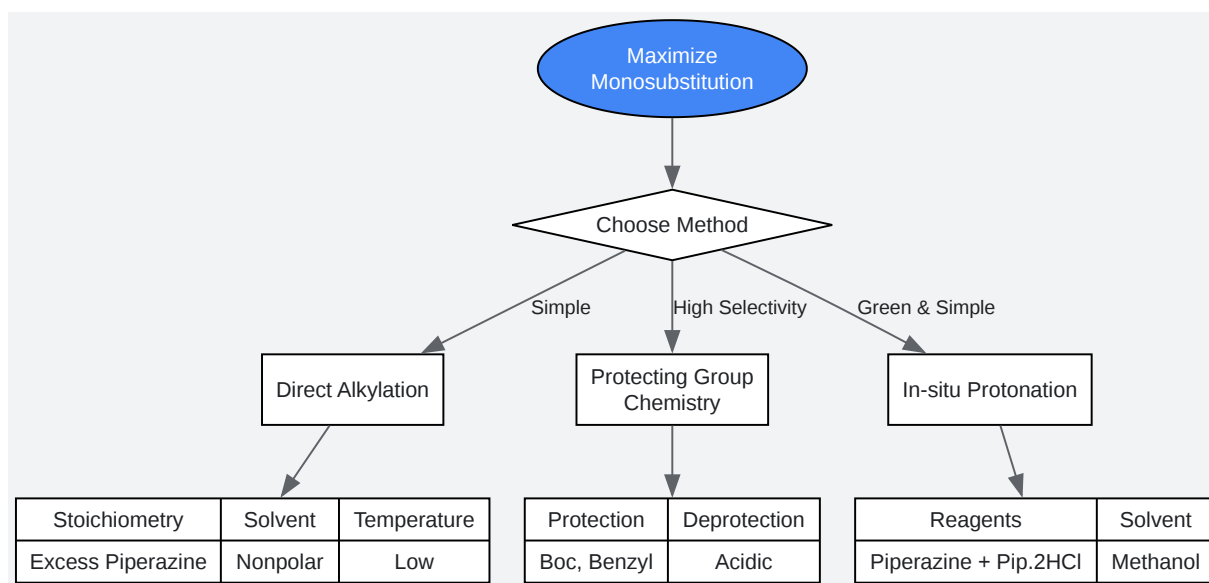 Maximize
Monosubstitution
Choose Method
Simple
High Selectivity
Green & Simple
Direct Alkylation
Protecting Group
Chemistry
In-situ Protonation
Stoichiometry Solvent Temperature
Excess Piperazine Nonpolar Low
Protection Deprotection
Boc, Benzyl Acidic
Reagents Solvent
Piperazine + Pip.2HCl Methanol